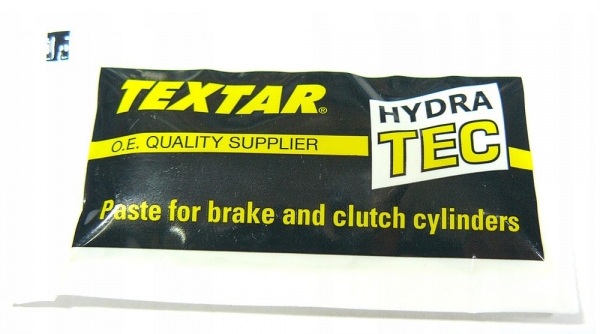 TEXTAR®
O.E. QUALITY SUPPLIER
HYDRA
TEC
Paste for brake and clutch cylinders